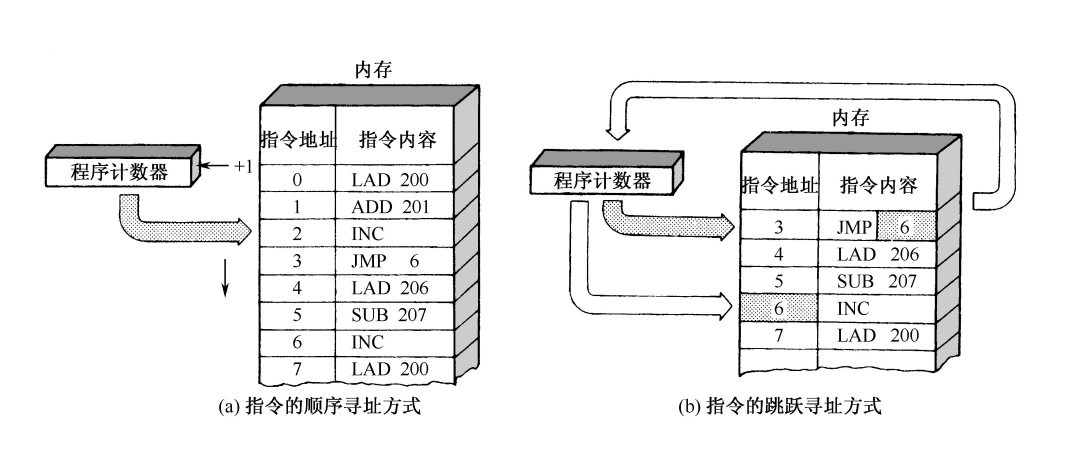 内存
指令地址 指令内容
程序计数器 +1
0 LAD 200
1 ADD 201
2 INC
3 JMP 6
4 LAD 206
5 SUB 207
6 INC
7 LAD 200
(a) 指令的顺序寻址方式
内存
程序计数器
指令地址 指令内容
3 JMP 6
4 LAD 206
5 SUB 207
6 INC
7 LAD 200
(b) 指令的跳跃寻址方式